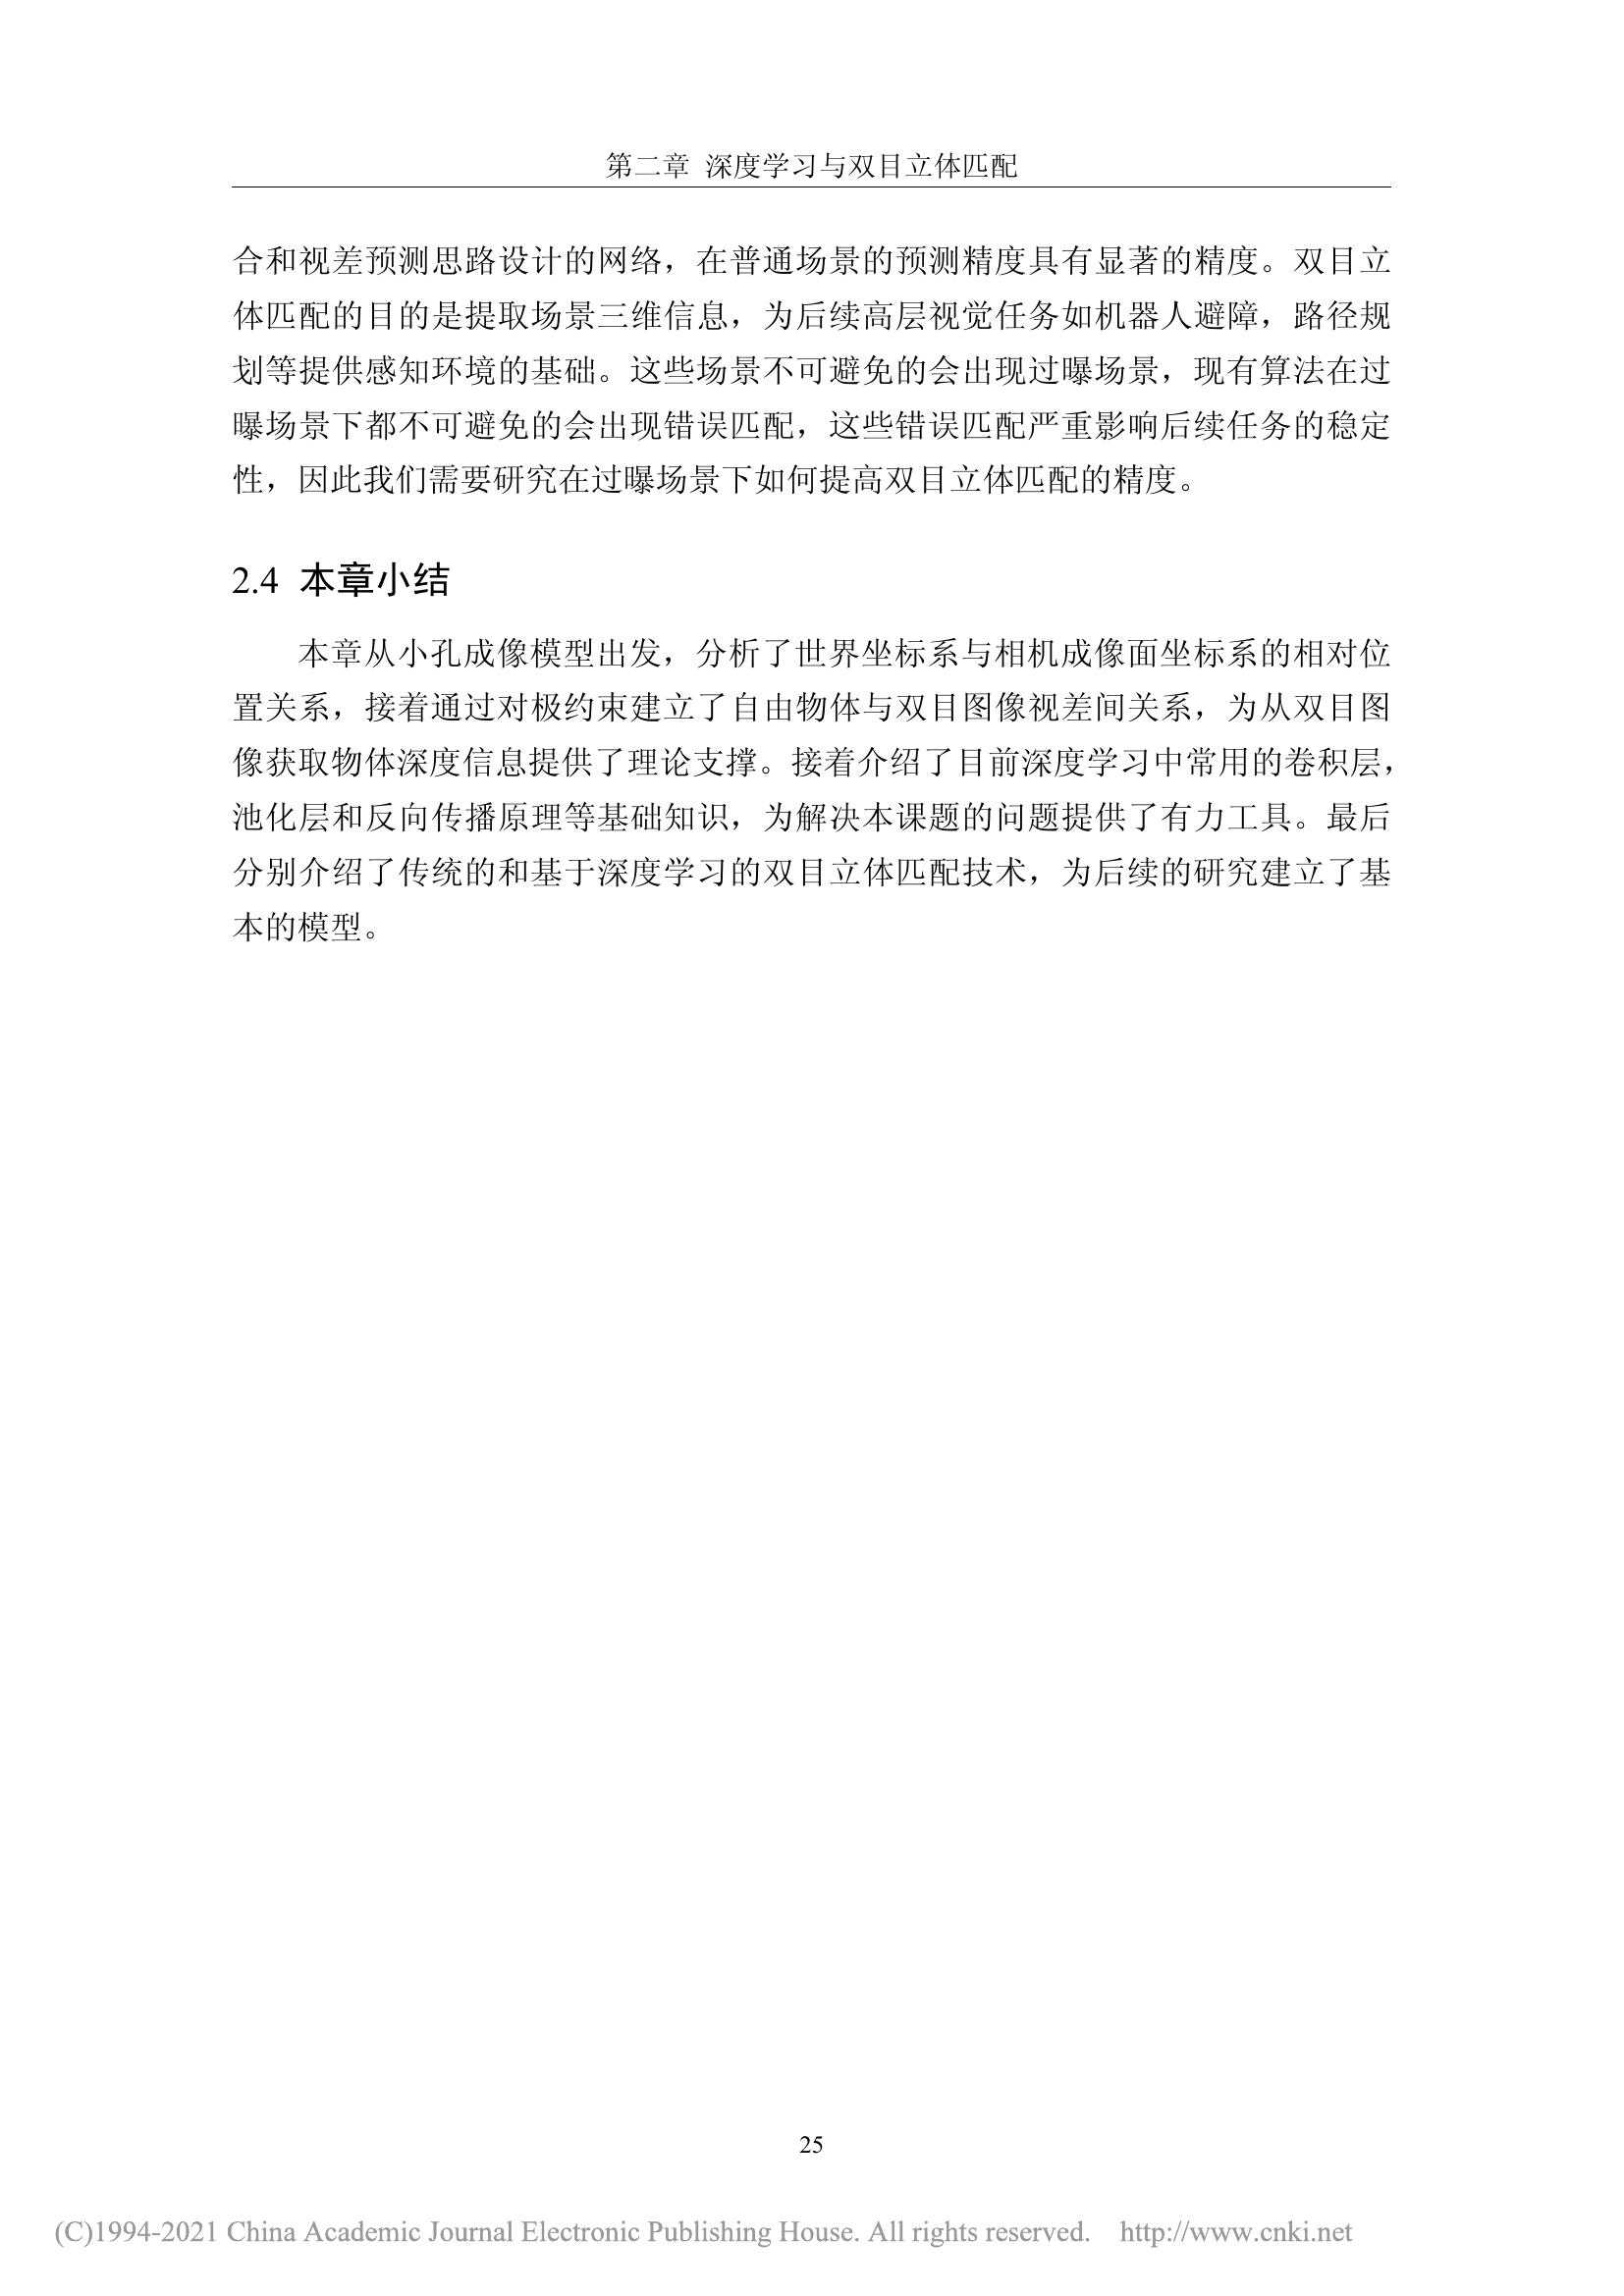 第二章 深度学习与双目立体匹配
合和视差预测思路设计的网络，在普通场景的预测精度具有显著的精度。双目立
体匹配的目的是提取场景三维信息，为后续高层视觉任务如机器人避障，路径规
划等提供感知环境的基础。这些场景不可避免的会出现过曝场景，现有算法在过
曝场景下都不可避免的会出现错误匹配，这些错误匹配严重影响后续任务的稳定
性，因此我们需要研究在过曝场景下如何提高双目立体匹配的精度。
2.4 本章小结
本章从小孔成像模型出发，分析了世界坐标系与相机成像面坐标系的相对位
置关系，接着通过对极约束建立了自由物体与双目图像视差间关系，为从双目图
像获取物体深度信息提供了理论支撑。接着介绍了目前深度学习中常用的卷积层，
池化层和反向传播原理等基础知识，为解决本课题的问题提供了有力工具。最后
分别介绍了传统的和基于深度学习的双目立体匹配技术，为后续的研究建立了基
本的模型。
25
(C)1994-2021 China Academic Journal Electronic Publishing House. All rights reserved. http://www.cnki.net